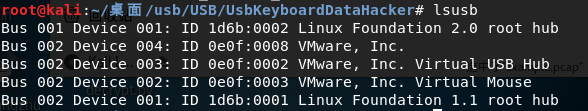 root@kali:~/桌面/usb/USB/UsbKeyboardDataHacker# lsusb
Bus 001 Device 001: ID 1d6b:0002 Linux Foundation 2.0 root hub
Bus 002 Device 004: ID 0e0f:0008 VMware, Inc.
Bus 002 Device 003: ID 0e0f:0002 VMware, Inc. Virtual USB Hub
Bus 002 Device 002: ID 0e0f:0003 VMware, Inc. Virtual Mouse
Bus 002 Device 001: ID 1d6b:0001 Linux Foundation 1.1 root hub